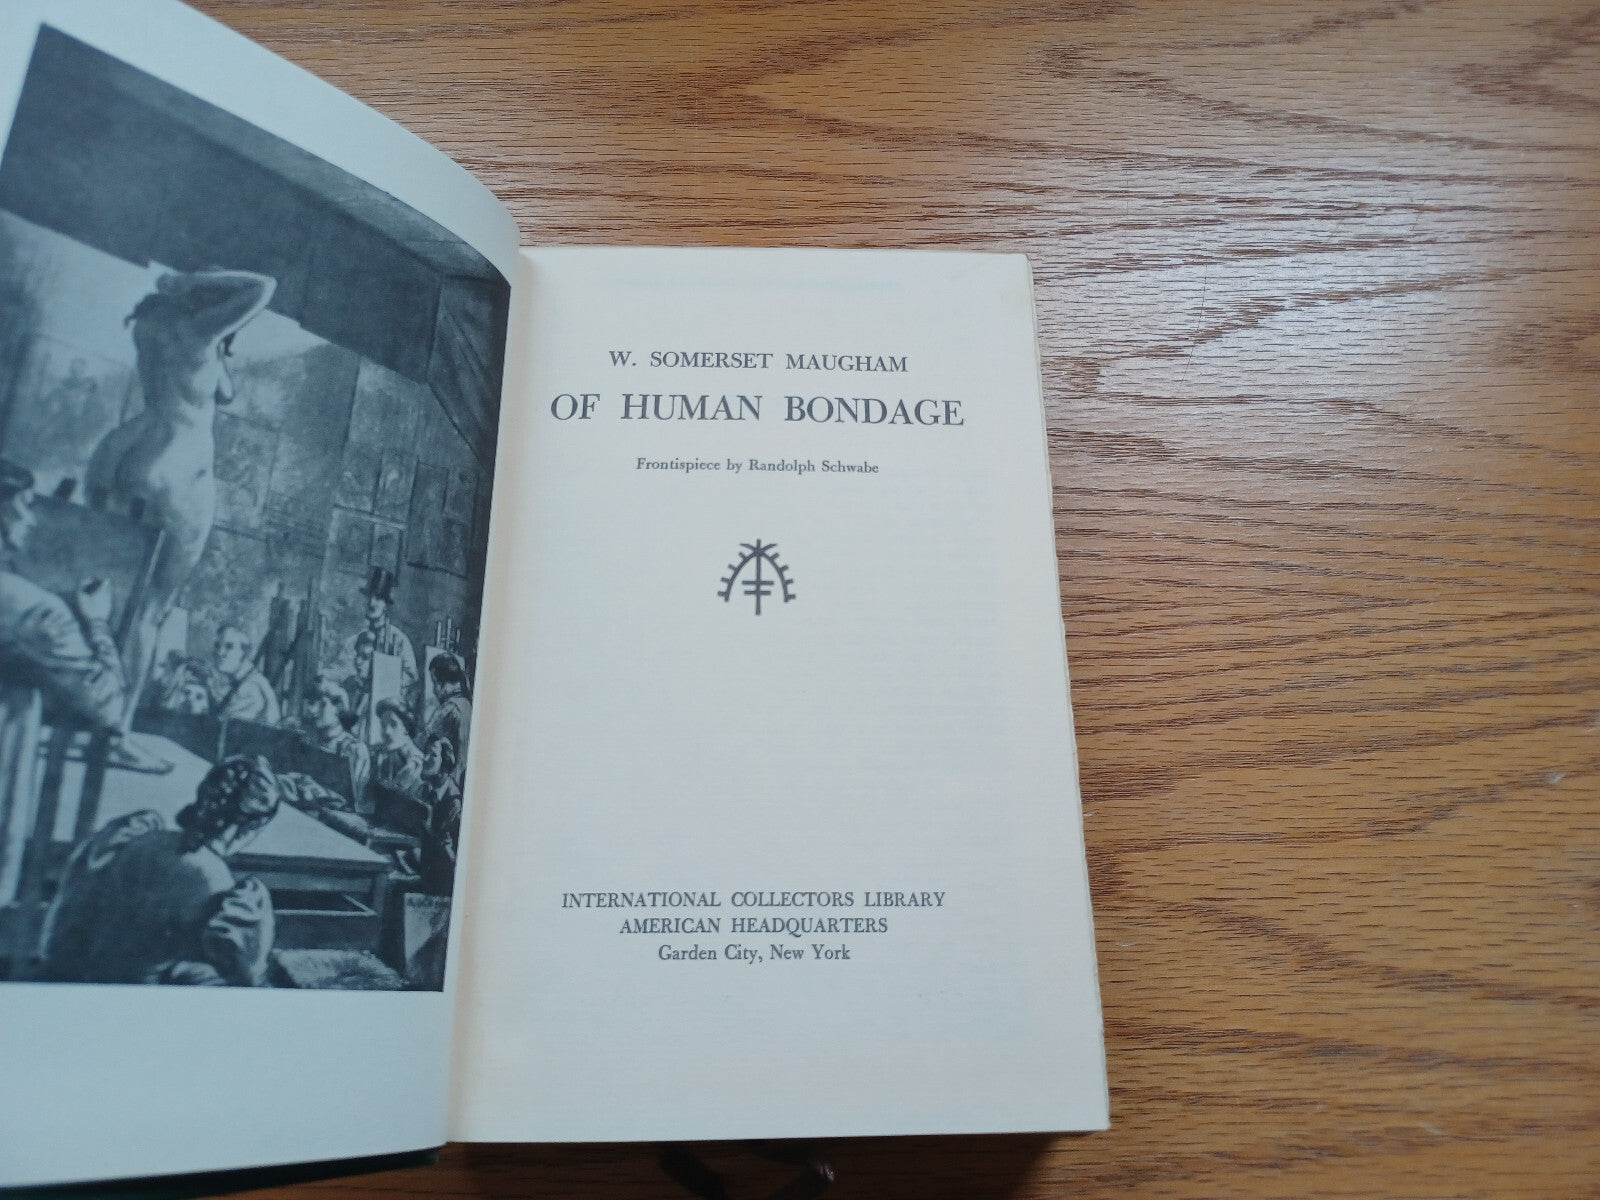 W. SOMERSET MAUGHAM
OF HUMAN BONDAGE
Frontispiece by Randolph Schwabe
INTERNATIONAL COLLECTORS LIBRARY
AMERICAN HEADQUARTERS
Garden City, New York